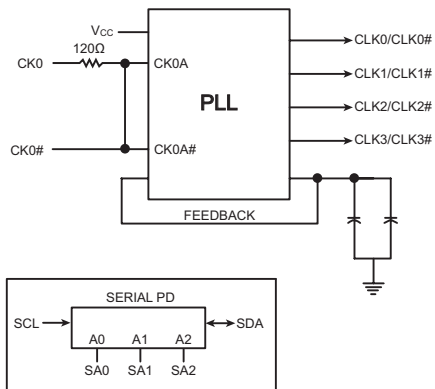 VCC
120Ω
CK0
CK0A
PLL
CLK0/CLK0#
CLK1/CLK1#
CLK2/CLK2#
CLK3/CLK3#
CK0#
CK0A#
FEEDBACK
SERIAL PD
SCL
SDA
A0 A1 A2
SA0 SA1 SA2